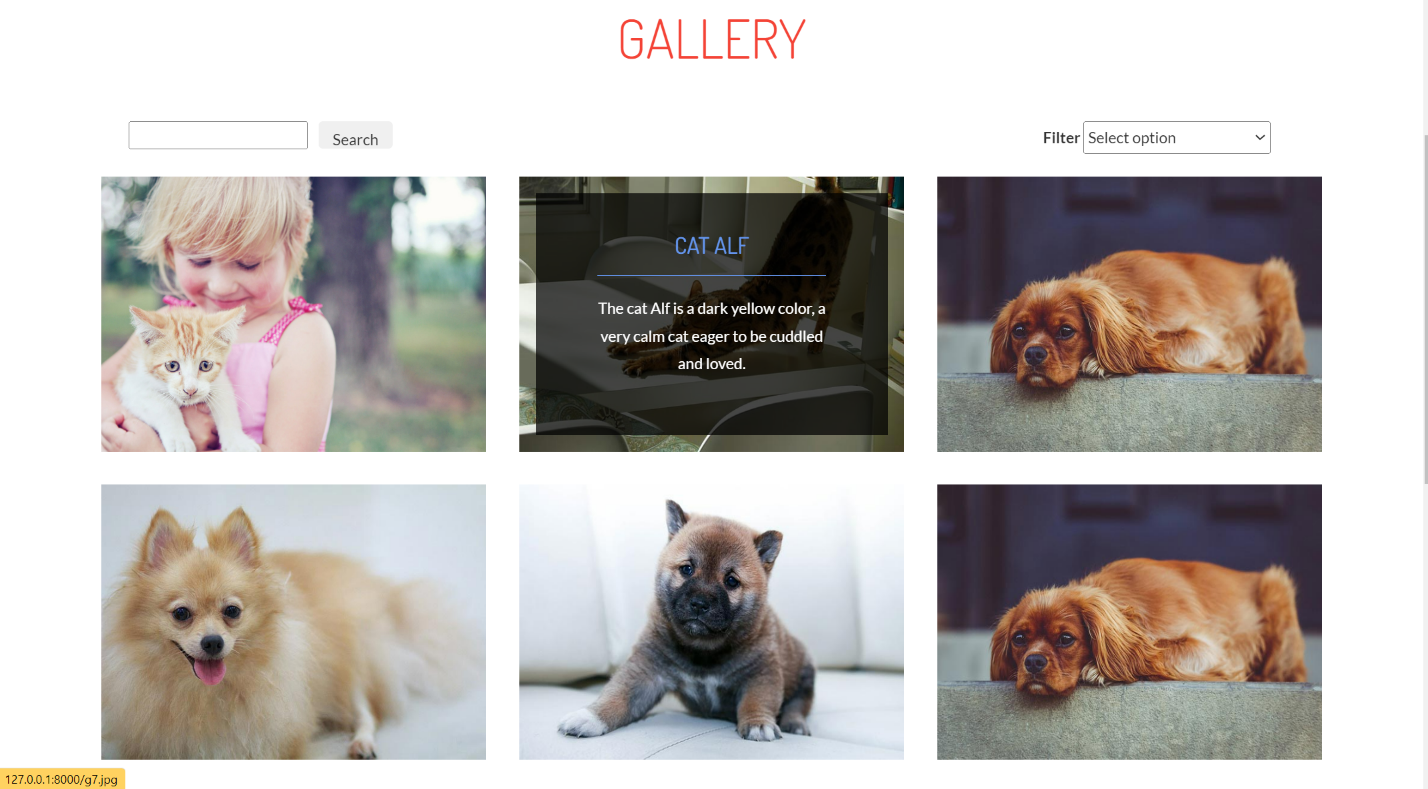 GALLERY
Search
Filter Select option
CAT ALF
The cat Alf is a dark yellow color, a
very calm cat eager to be cuddled
and loved.
127.0.0.1:8000/g7.jpg